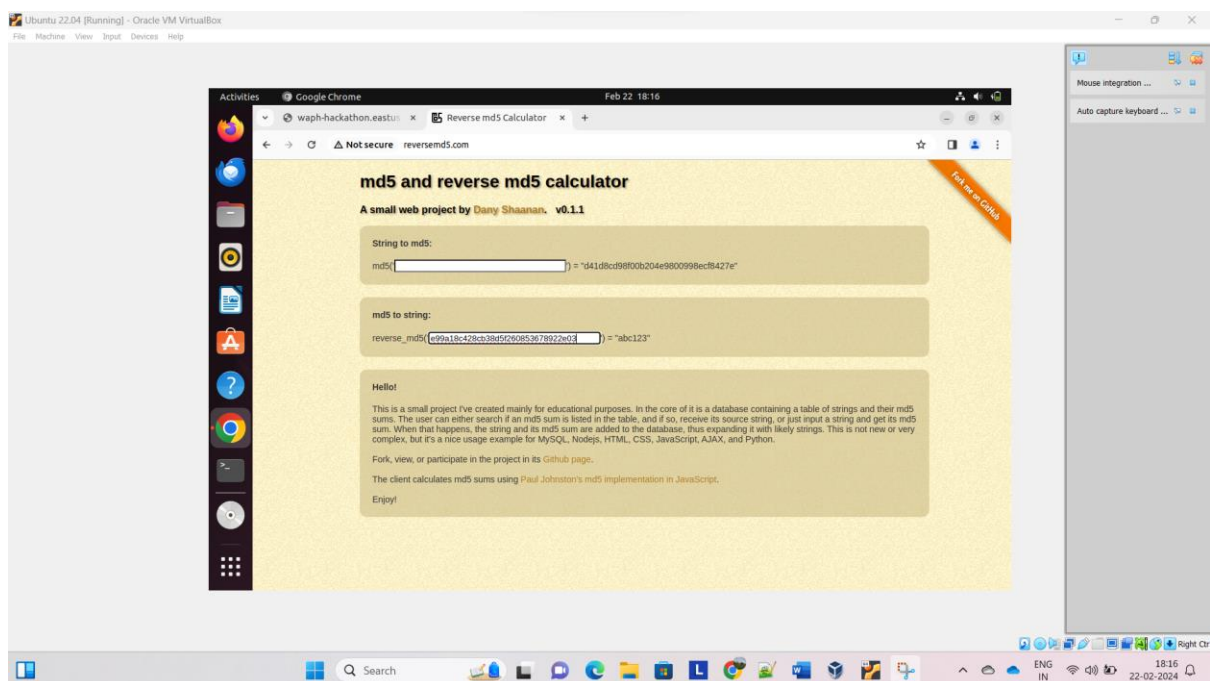 Ubuntu 22.04 [Running] - Oracle VM VirtualBox
File Machine View Input Devices Help
Mouse integration ...
Auto capture keyboard ...
Activities Google Chrome Feb 22 18:16
waph-hackathon.eastus Reverse md5 Calculator
Not secure reversemd5.com
Fork me on GitHub
md5 and reverse md5 calculator
A small web project by Dany Shaanan. v0.1.1
String to md5:
md5(' ') = "d41d8cd98f00b204e9800998ecf8427e"
md5 to string:
reverse_md5('e99a18c428cb38d5f260853678922e03') = "abc123"
Hello!
This is a small project I've created mainly for educational purposes. In the core of it is a database containing a table of strings and their md5
sums. The user can either search if an md5 sum is listed in the table, and if so, receive its source string, or just input a string and get its md5
sum. When that happens, the string and its md5 sum are added to the database, thus expanding it with likely strings. This is not new or very
complex, but it's a nice usage example for MySQL, Nodejs, HTML, CSS, JavaScript, AJAX, and Python.
Fork, view, or participate in the project in its Github page.
The client calculates md5 sums using Paul Johnston's md5 implementation in JavaScript.
Enjoy!
Right Ctr
Search
ENG
IN
18:16
22-02-2024